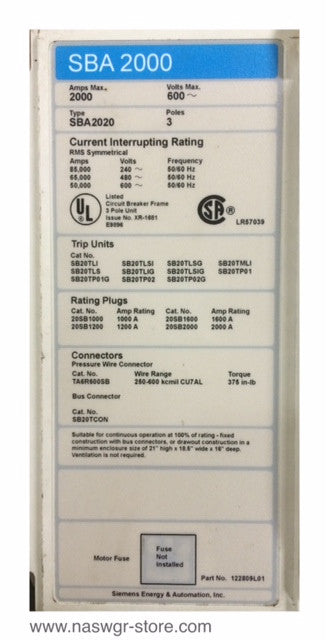 SBA 2000
Amps Max. Volts Max.
2000 600 ~
Type Poles
SBA2020 3
Current Interrupting Rating
RMS Symmetrical
Amps Volts Frequency
85,000 240 ~ 50/60 Hz
65,000 480 ~ 50/60 Hz
50,000 600 ~ 50/60 Hz
UL
Listed
Circuit Breaker Frame
3 Pole Unit
Issue No. XR-1681
E9896
SA
LR57039
Trip Units
Cat No.
SB20TLI SB20TLSI SB20TLSG SB20TMLI
SB20TLS SB20TLIG SB20TLSIG SB20TP01
SB20TP01G SB20TP02 SB20TP02G
Rating Plugs
Cat. No. Amp Rating Cat. No. Amp Rating
20SB1000 1000 A 20SB1600 1600 A
20SB1200 1200 A 20SB2000 2000 A
Connectors
Pressure Wire Connector
Cat. No. Wire Range Torque
TA6R600SB 250-600 kcmil CU7AL 375 in-lb
Bus Connector
Cat. No.
SB20TCON
Suitable for continuous operation at 100% of rating - fixed
construction with bus connectors, or drawout construction in a
minimum enclosure size of 21" high x 18.5" wide x 16" deep.
Ventilation is not required.
Motor Fuse
Fuse
Not
Installed
Part No. 122809L01
Siemens Energy & Automation, Inc.
www.naswgr-store.com